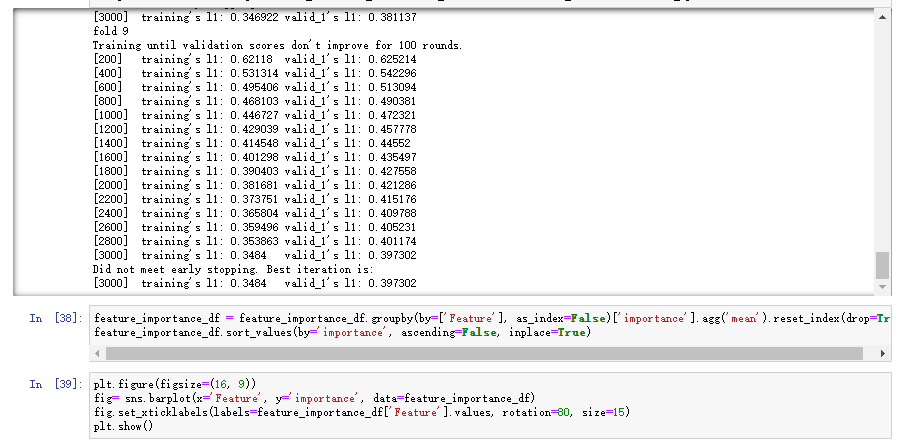 [3000] training's l1: 0.346922 valid_1's l1: 0.381137
fold 9
Training until validation scores don't improve for 100 rounds.
[200] training's l1: 0.62118 valid_1's l1: 0.625214
[400] training's l1: 0.531314 valid_1's l1: 0.542296
[600] training's l1: 0.495406 valid_1's l1: 0.513094
[800] training's l1: 0.468103 valid_1's l1: 0.490381
[1000] training's l1: 0.446727 valid_1's l1: 0.472321
[1200] training's l1: 0.429039 valid_1's l1: 0.457778
[1400] training's l1: 0.414548 valid_1's l1: 0.44552
[1600] training's l1: 0.401298 valid_1's l1: 0.435497
[1800] training's l1: 0.390403 valid_1's l1: 0.427558
[2000] training's l1: 0.381681 valid_1's l1: 0.421286
[2200] training's l1: 0.373751 valid_1's l1: 0.415176
[2400] training's l1: 0.365804 valid_1's l1: 0.409788
[2600] training's l1: 0.359496 valid_1's l1: 0.405231
[2800] training's l1: 0.353863 valid_1's l1: 0.401174
[3000] training's l1: 0.3484 valid_1's l1: 0.397302
Did not meet early stopping. Best iteration is:
[3000] training's l1: 0.3484 valid_1's l1: 0.397302
In [38]: feature_importance_df = feature_importance_df.groupby(by=['Feature'], as_index=False)['importance'].agg('mean').reset_index(drop=Tr
feature_importance_df.sort_values(by='importance', ascending=False, inplace=True)
In [39]: plt.figure(figsize=(16, 9))
fig= sns.barplot(x='Feature', y='importance', data=feature_importance_df)
fig.set_xticklabels(labels=feature_importance_df['Feature'].values, rotation=80, size=15)
plt.show()